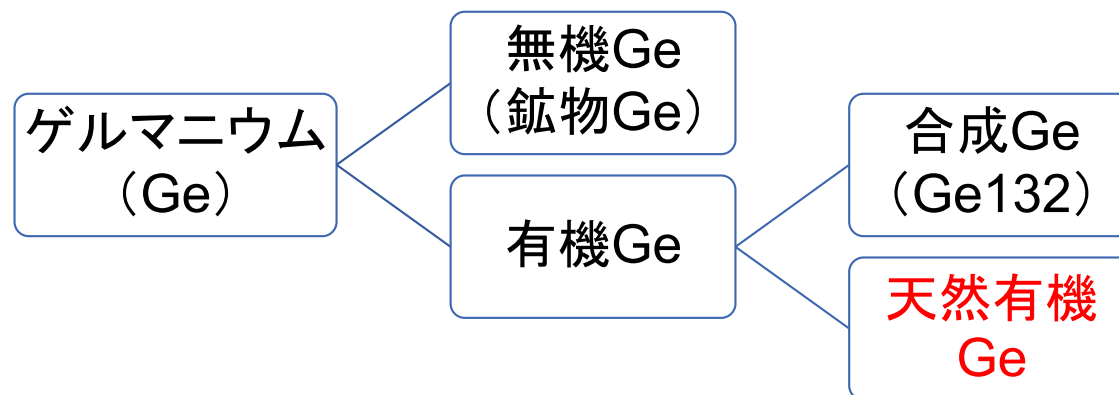 ゲルマニウム
（Ge）
無機Ge
（鉱物Ge）
有機Ge
合成Ge
（Ge132）
天然有機
Ge